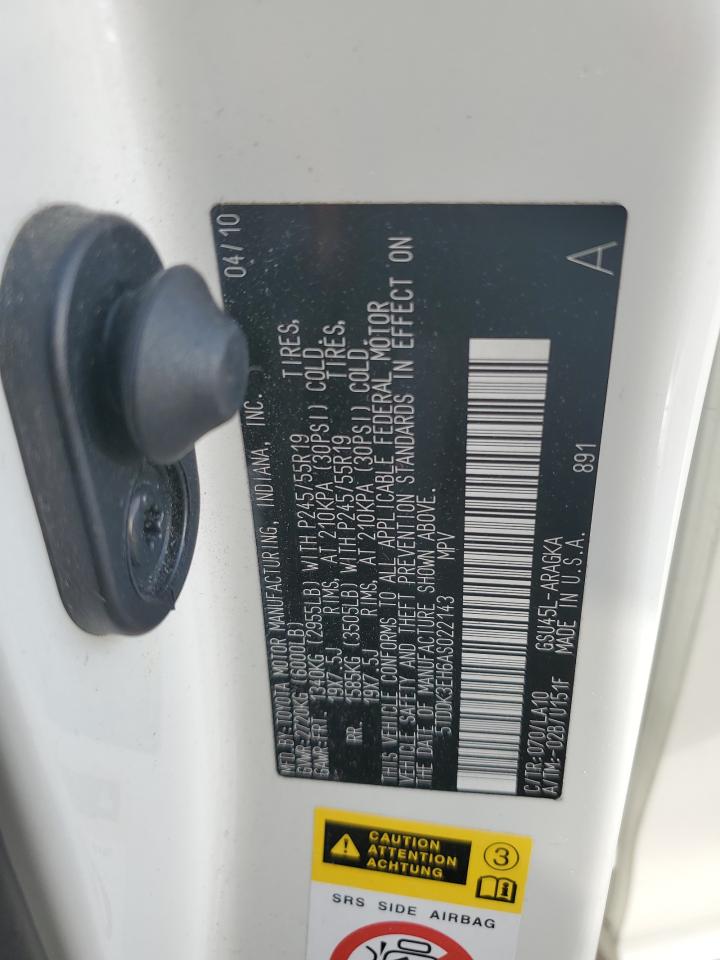 MFD. BY: TOYOTA MOTOR MANUFACTURING, INDIANA, INC. 04/10
GVWR-2720KG (6000LB)
GAWR-FRT. 1340KG (2955LB) WITH P245/55R19 TIRES,
19X7.5J RIMS, AT 210KPA (30PSI) COLD.
RR. 1585KG (3505LB) WITH P245/55R19 TIRES,
19X7.5J RIMS, AT 210KPA (30PSI) COLD.
THIS VEHICLE CONFORMS TO ALL APPLICABLE FEDERAL MOTOR
VEHICLE SAFETY AND THEFT PREVENTION STANDARDS IN EFFECT ON
THE DATE OF MANUFACTURE SHOWN ABOVE.
5TDDK3EH6AS022143 MPV
C/TR:070/LA10 GSU45L-ARAGKA 891
A/TM:-02B/U151F MADE IN U.S.A. A
CAUTION
ATTENTION
ACHTUNG
3
SRS SIDE AIRBAG